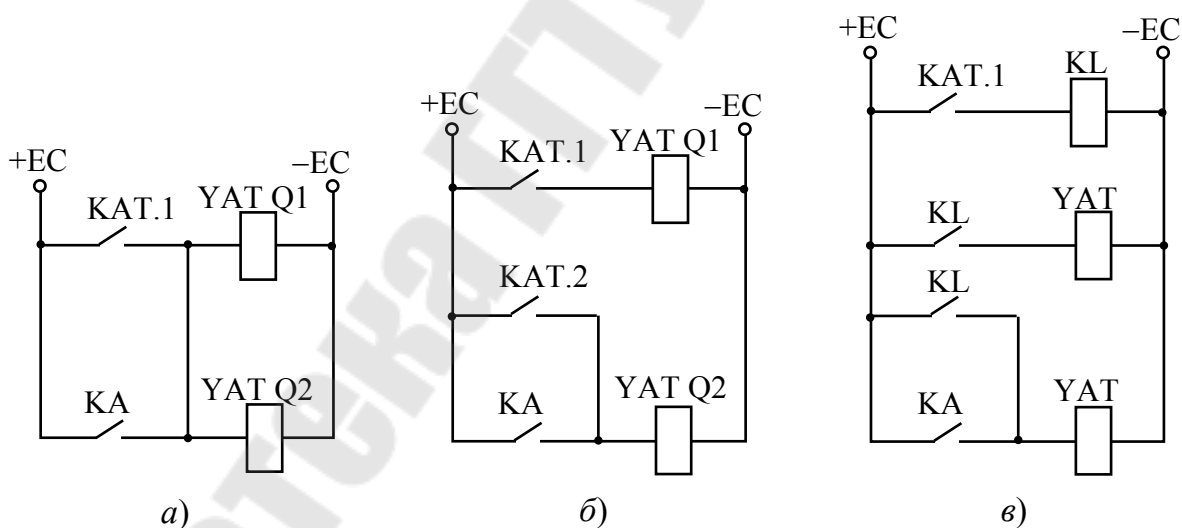 +EC
−EC
KAT.1
YAT Q1
KA
YAT Q2
а)
+EC
−EC
KAT.1
YAT Q1
KAT.2
KA
YAT Q2
б)
+EC
−EC
KAT.1
KL
KL
YAT
KL
KA
YAT
в)